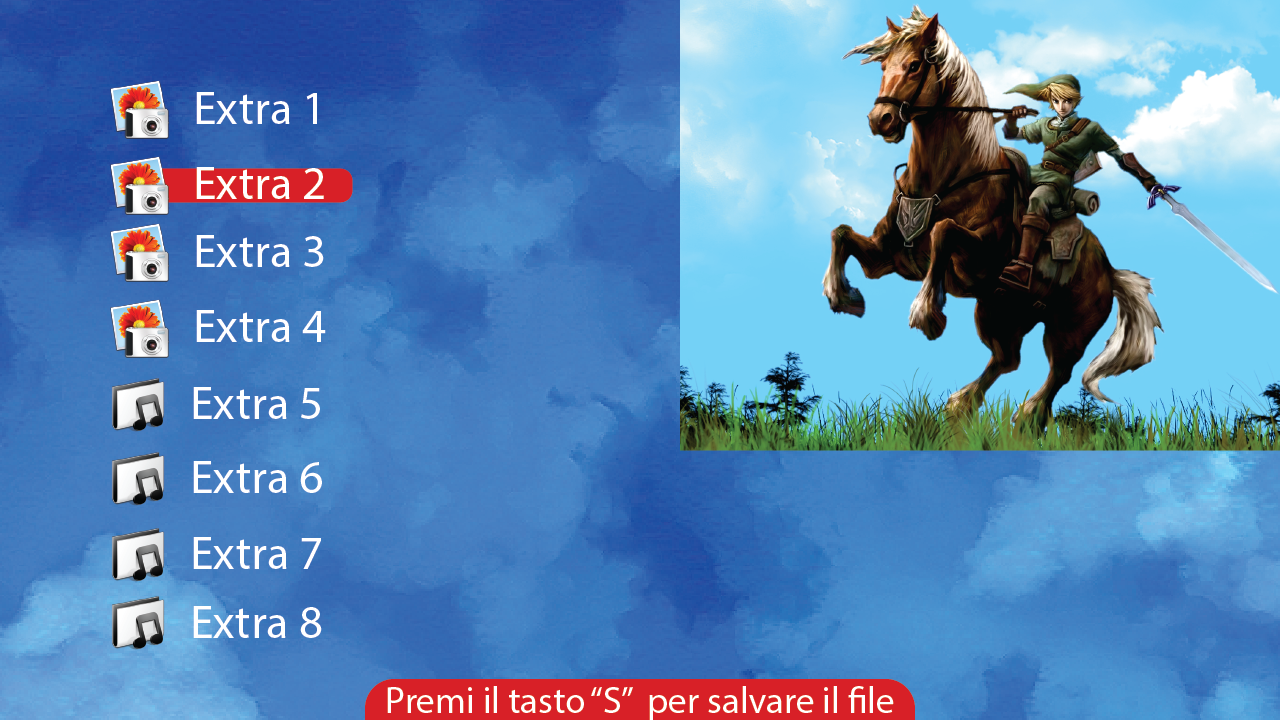 Extra 1
Extra 2
Extra 3
Extra 4
Extra 5
Extra 6
Extra 7
Extra 8
Premi il tasto “S” per salvare il file